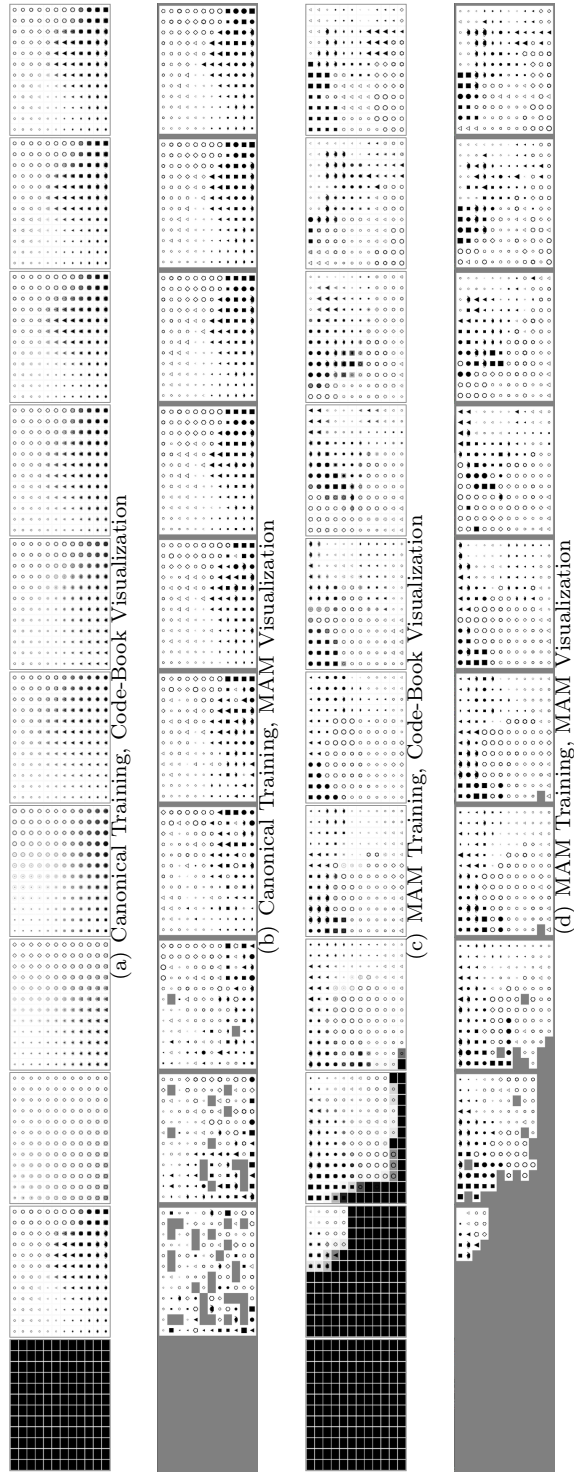 (a) Canonical Training, Code-Book Visualization
(b) Canonical Training, MAM Visualization
(c) MAM Training, Code-Book Visualization
(d) MAM Training, MAM Visualization